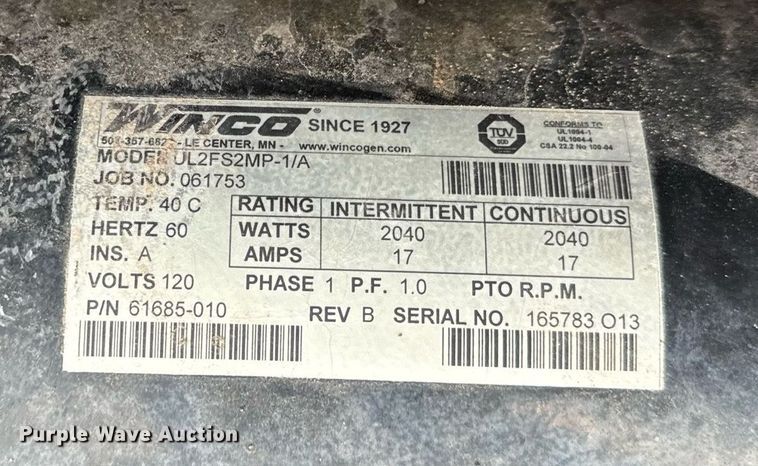 WINCO® SINCE 1927
TÜV
CONFORMS TO
UL1004-1
UL1004-4
CSA 22.2 No 100-04
LE CENTER, MN - www.wincogen.com
MODEL UL2FS2MP-1/A
JOB NO. 061753
TEMP. 40 C RATING INTERMITTENT CONTINUOUS
HERTZ 60 WATTS 2040 2040
INS. A AMPS 17 17
VOLTS 120 PHASE 1 P.F. 1.0 PTO R.P.M.
P/N 61685-010 REV B SERIAL NO. 165783 O13
Purple Wave Auction